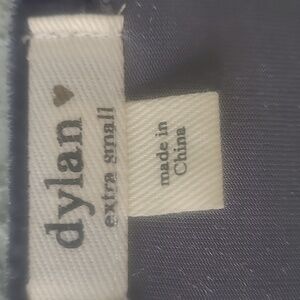 dylan ♥
extra small
made in
China